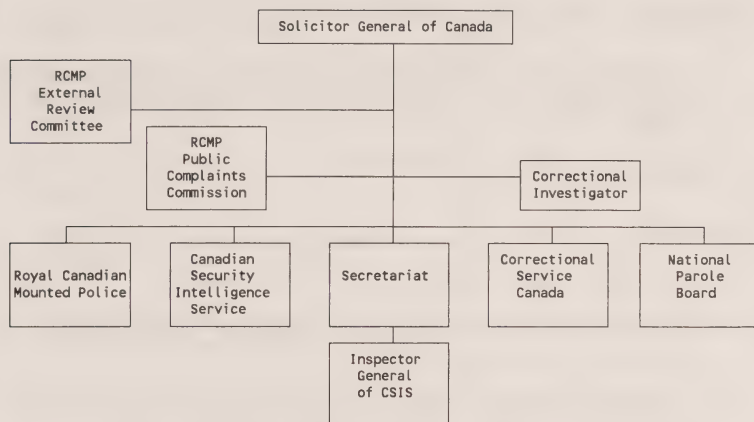 Solicitor General of Canada
RCMP
External
Review
Committee
RCMP
Public
Complaints
Commission
Correctional
Investigator
Royal Canadian
Mounted Police
Canadian
Security
Intelligence
Service
Secretariat
Correctional
Service
Canada
National
Parole
Board
Inspector
General
of CSIS